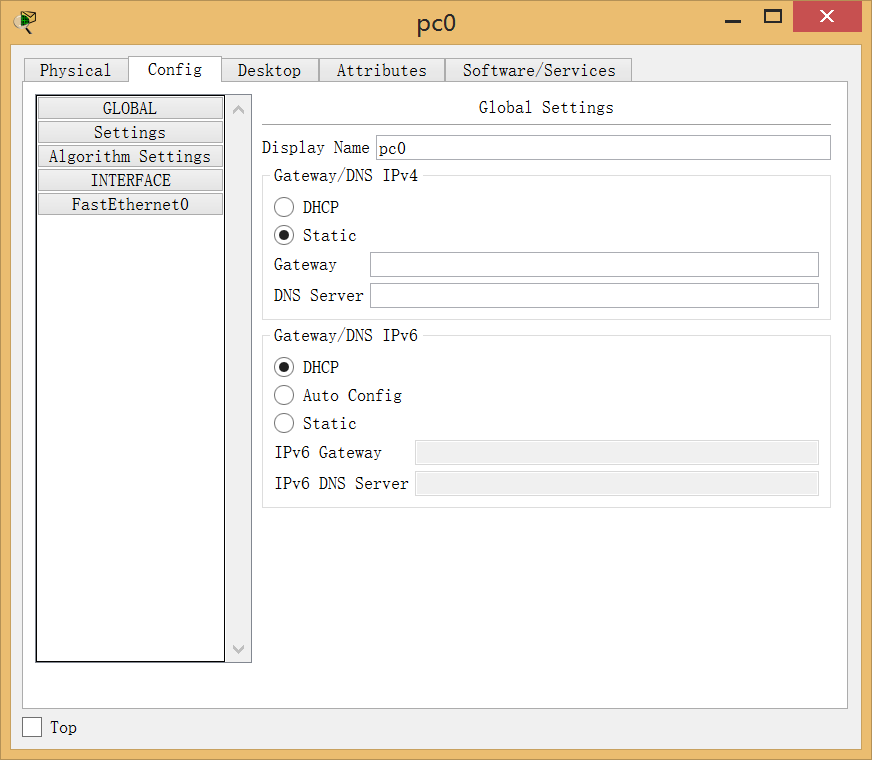 pc0
Physical Config Desktop Attributes Software/Services
GLOBAL
Settings
Algorithm Settings
INTERFACE
FastEthernet0
Global Settings
Display Name pc0
Gateway/DNS IPv4
DHCP
Static
Gateway
DNS Server
Gateway/DNS IPv6
DHCP
Auto Config
Static
IPv6 Gateway
IPv6 DNS Server
Top